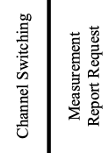 Channel Switching
Measurement
Report Request